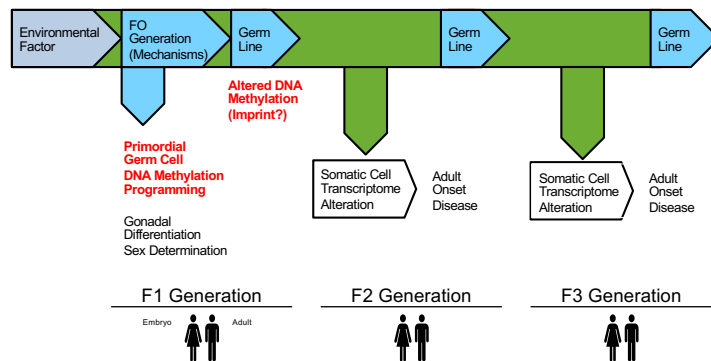 Environmental
Factor
FO
Generation
(Mechanisms)
Germ
Line
Germ
Line
Germ
Line
Altered DNA
Methylation
(Imprint?)
Primordial
Germ Cell
DNA Methylation
Programming
Gonadal
Differentiation
Sex Determination
Somatic Cell
Transcriptome
Alteration
Adult
Onset
Disease
Somatic Cell
Transcriptome
Alteration
Adult
Onset
Disease
F1 Generation
F2 Generation
F3 Generation
Embryo
Adult